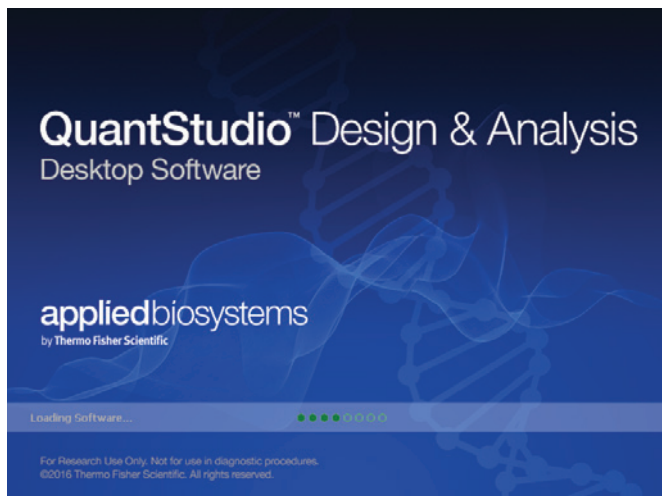 QuantStudio™ Design & Analysis
Desktop Software
appliedbiosystems
by Thermo Fisher Scientific
Loading Software...
For Research Use Only. Not for use in diagnostic procedures.
©2016 Thermo Fisher Scientific. All rights reserved.